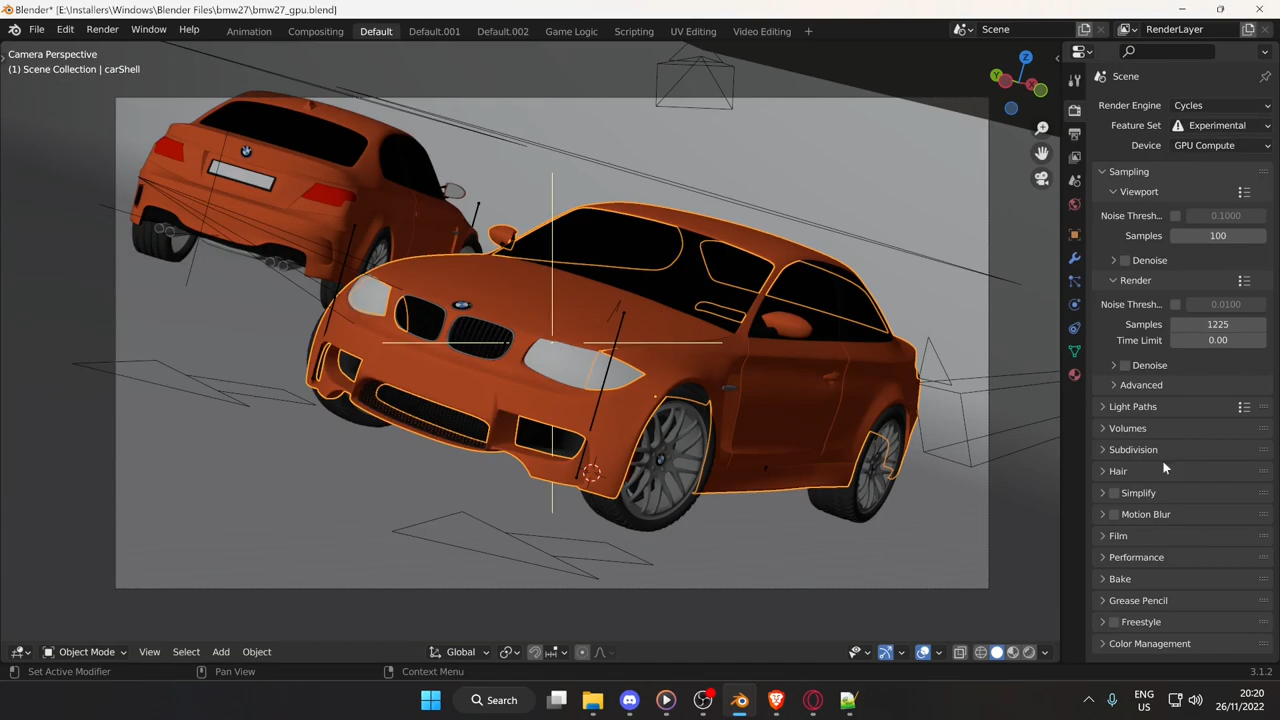 Blender* [E:\Installers\Windows\Blender Files\bmw27\bmw27_gpu.blend]
File Edit Render Window Help Animation Compositing Default Default.001 Default.002 Game Logic Scripting UV Editing Video Editing + Scene RenderLayer
Camera Perspective
(1) Scene Collection | carShell
Z
Y
X
Scene
Render Engine Cycles
Feature Set Experimental
Device GPU Compute
Sampling
Viewport
Noise Thresh.. 0.1000
Samples 100
Denoise
Render
Noise Thresh.. 0.0100
Samples 1225
Time Limit 0.00
Denoise
Advanced
Light Paths
Volumes
Subdivision
Hair
Simplify
Motion Blur
Film
Performance
Bake
Grease Pencil
Freestyle
Color Management
Object Mode View Select Add Object Global
Set Active Modifier Pan View Context Menu 3.1.2
Search
ENG
US
20:20
26/11/2022